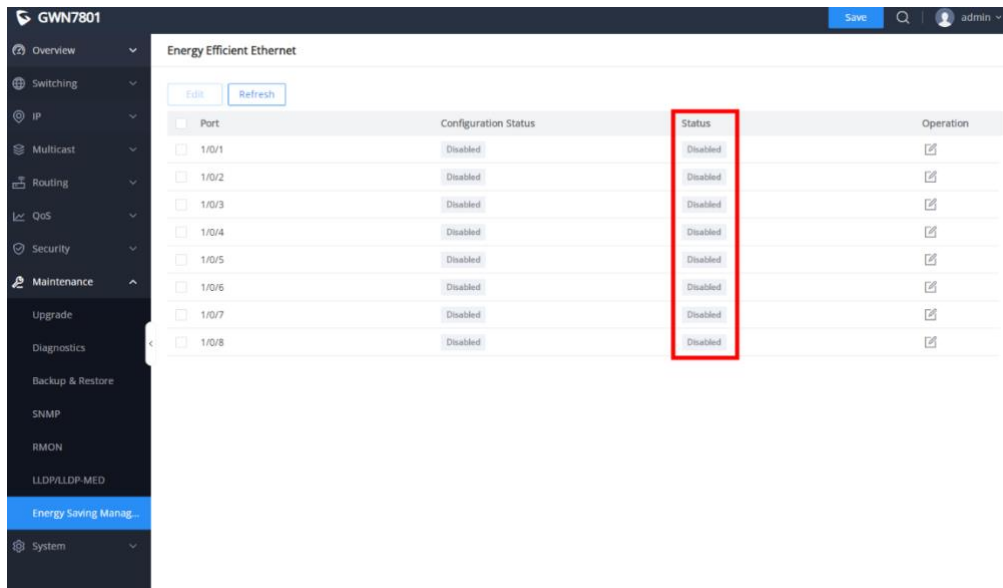 GWN7801
Save
admin
Overview
Switching
IP
Multicast
Routing
QoS
Security
Maintenance
Upgrade
Diagnostics
Backup & Restore
SNMP
RMON
LLDP/LLDP-MED
Energy Saving Manag...
System
Energy Efficient Ethernet
Edit Refresh
Port Configuration Status Status Operation
1/0/1 Disabled Disabled
1/0/2 Disabled Disabled
1/0/3 Disabled Disabled
1/0/4 Disabled Disabled
1/0/5 Disabled Disabled
1/0/6 Disabled Disabled
1/0/7 Disabled Disabled
1/0/8 Disabled Disabled